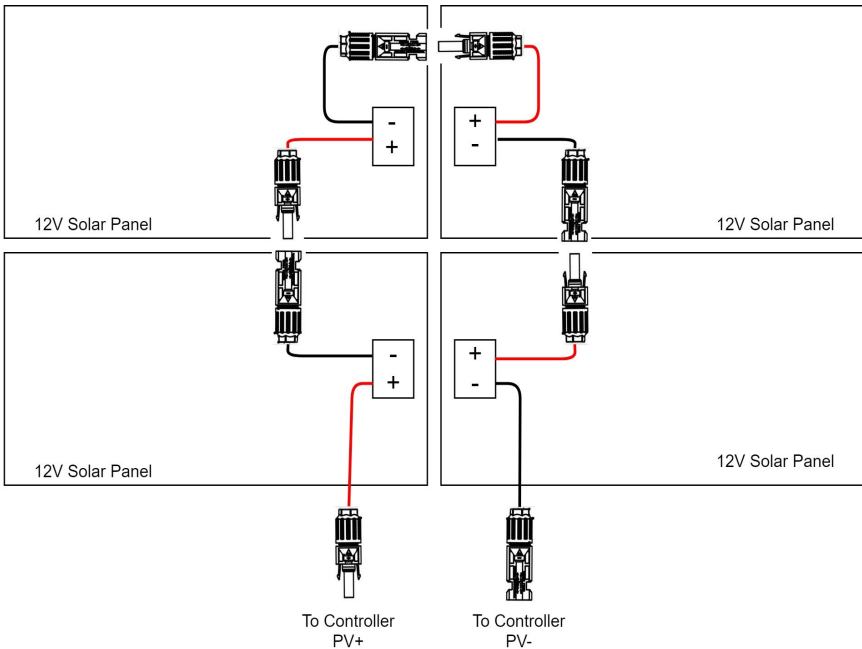 -
+
+
-
12V Solar Panel
12V Solar Panel
-
+
+
-
12V Solar Panel
12V Solar Panel
To Controller
PV+
To Controller
PV-